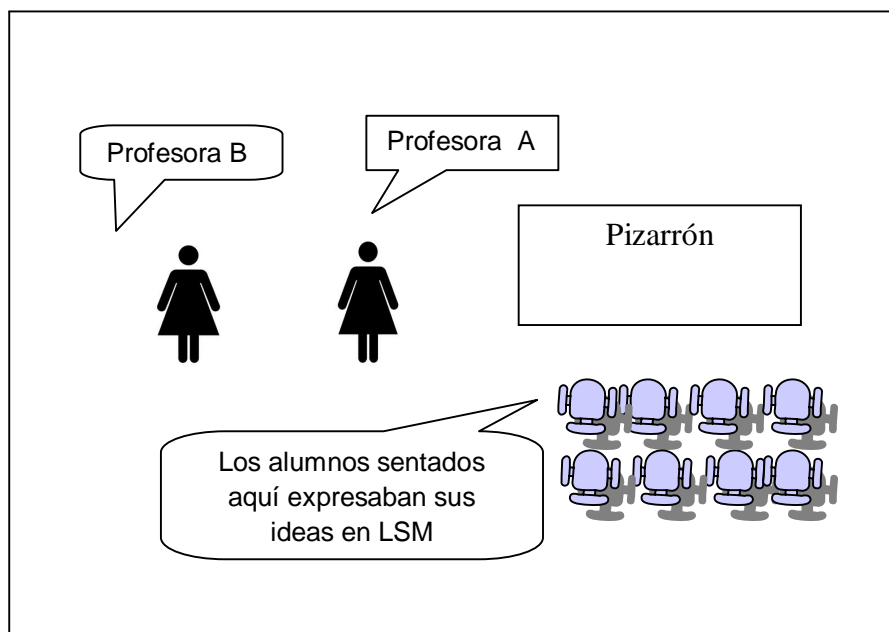 Profesora B
Profesora A
Pizarrón
Los alumnos sentados
aquí expresaban sus
ideas en LSM